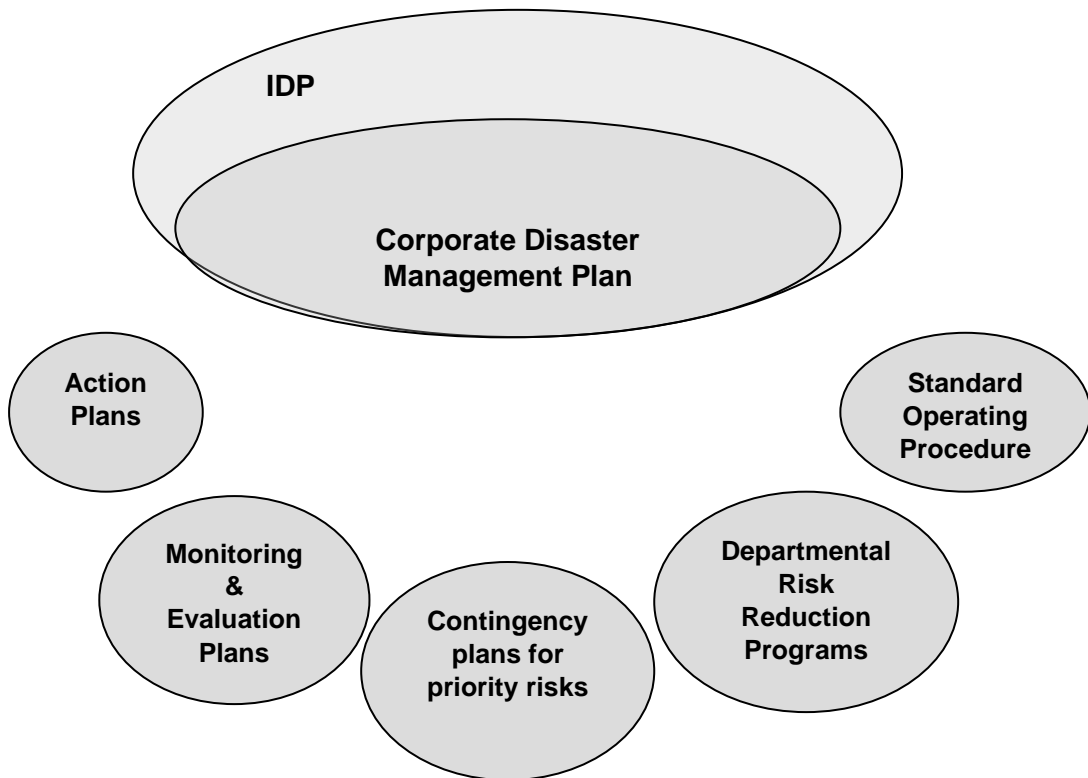 IDP
Corporate Disaster
Management Plan
Action
Plans
Standard
Operating
Procedure
Monitoring
&
Evaluation
Plans
Contingency
plans for
priority risks
Departmental
Risk
Reduction
Programs